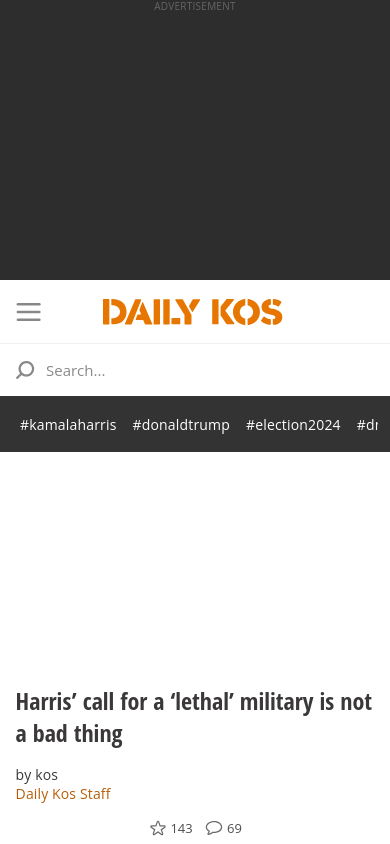 ADVERTISEMENT
DAILY KOS
Search...
#kamalaharris #donaldtrump #election2024
Harris’ call for a ‘lethal’ military is not
a bad thing
by kos
Daily Kos Staff
143 69